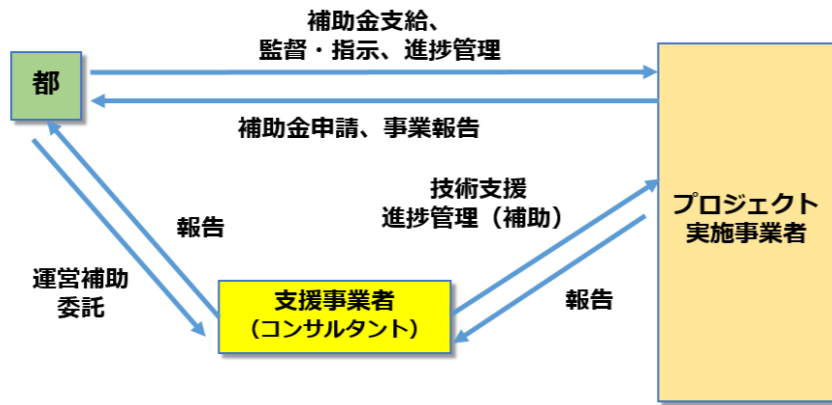 補助金支給、
監督・指示、進捗管理
都
補助金申請、事業報告
技術支援
進捗管理（補助）
プロジェクト
実施事業者
報告
運営補助
委託
支援事業者
（コンサルタント）
報告